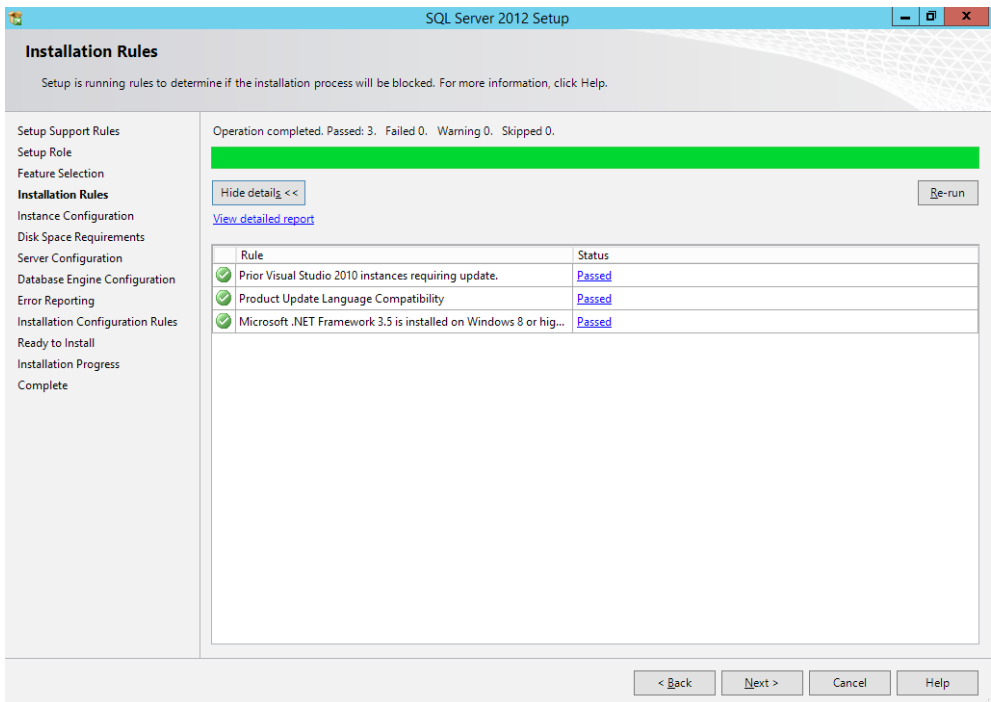 SQL Server 2012 Setup
Installation Rules
Setup is running rules to determine if the installation process will be blocked. For more information, click Help.
Setup Support Rules
Setup Role
Feature Selection
Installation Rules
Instance Configuration
Disk Space Requirements
Server Configuration
Database Engine Configuration
Error Reporting
Installation Configuration Rules
Ready to Install
Installation Progress
Complete
Operation completed. Passed: 3.   Failed 0.   Warning 0.   Skipped 0.
Hide details <<
Re-run
View detailed report
Rule Status
Prior Visual Studio 2010 instances requiring update. Passed
Product Update Language Compatibility Passed
Microsoft .NET Framework 3.5 is installed on Windows 8 or hig... Passed
< Back Next > Cancel Help